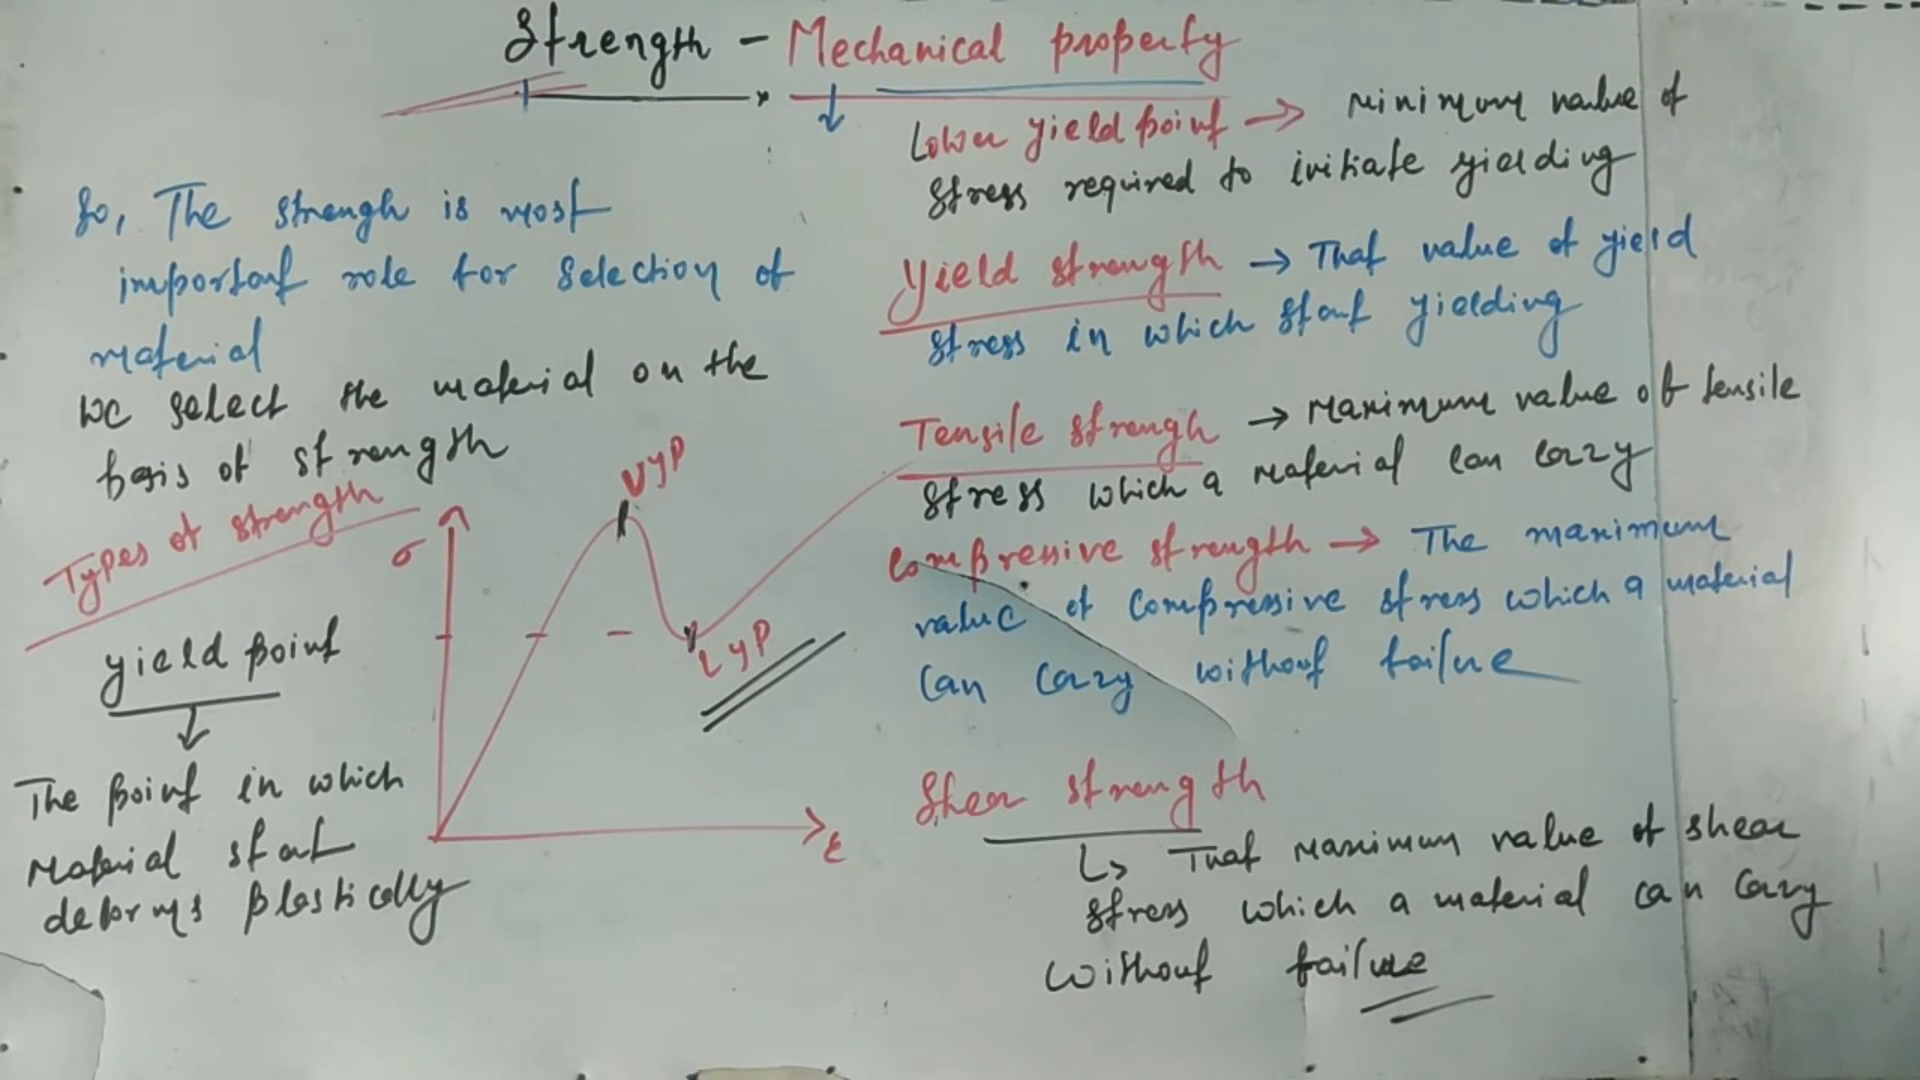 Strength - Mechanical property
So, The strength is most
important role for selection of
material
We select the material on the
basis of strength
Types of strength
yield point
The point in which
Material start
deforms plastically
σ
UYP
LYP
ε
Lower yield point → Minimum value of
stress required to initiate yielding
Yield strength → That value of yield
stress in which start yielding
Tensile strength → Maximum value of tensile
stress which a material can carry
Compressive strength → The maximum
value of compressive stress which a material
can carry without failure
Shear strength
↳ That maximum value of shear
stress which a material can carry
without failure